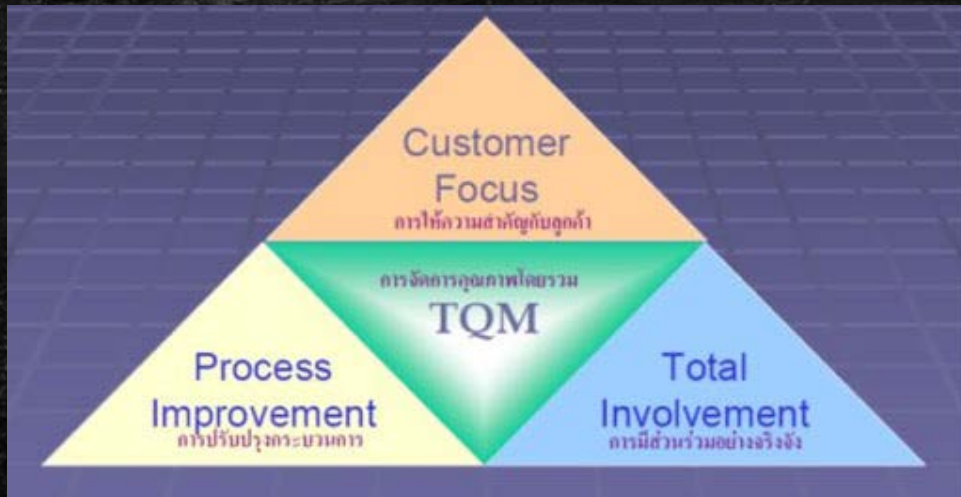 Customer
Focus
การให้ความสำคัญกับลูกค้า
การจัดการคุณภาพโดยรวม
TQM
Process
Improvement
การปรับปรุงกระบวนการ
Total
Involvement
การมีส่วนร่วมอย่างจริงจัง